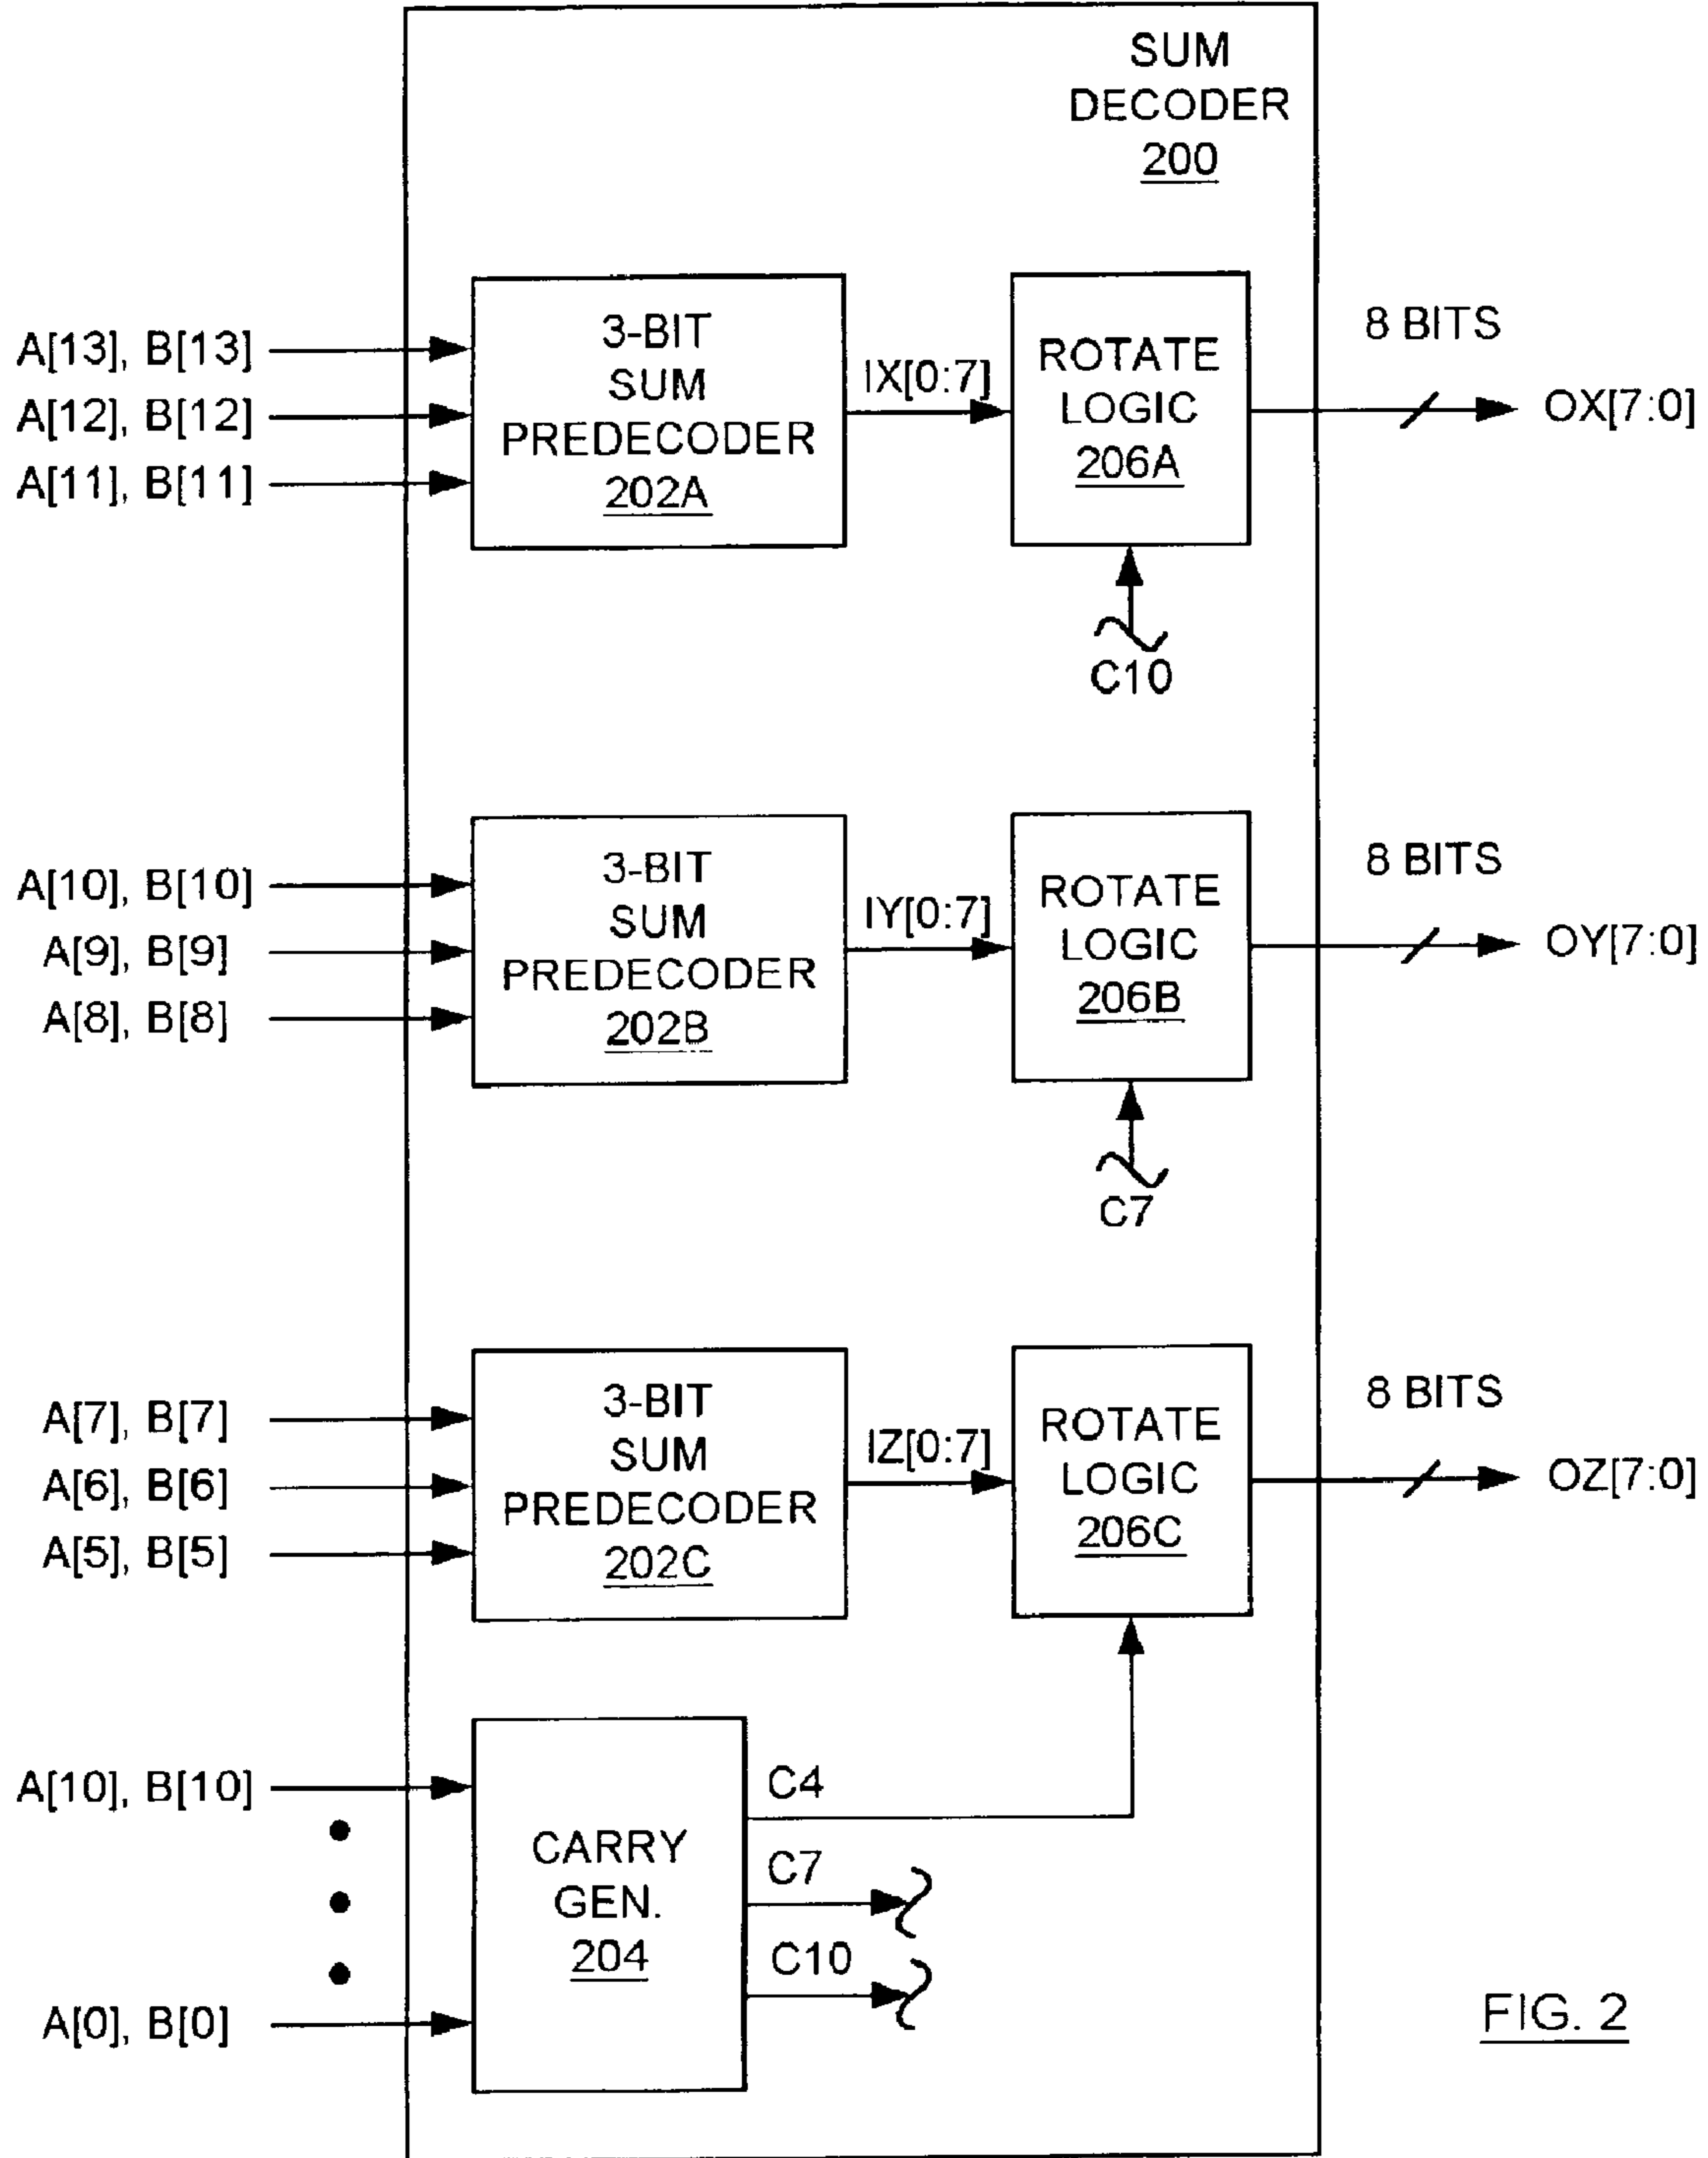 SUM
DECODER
200
A[13], B[13]
A[12], B[12]
A[11], B[11]
3-BIT
SUM
PREDECODER
202A
IX[0:7]
ROTATE
LOGIC
206A
8 BITS
OX[7:0]
C10
A[10], B[10]
A[9], B[9]
A[8], B[8]
3-BIT
SUM
PREDECODER
202B
IY[0:7]
ROTATE
LOGIC
206B
8 BITS
OY[7:0]
C7
A[7], B[7]
A[6], B[6]
A[5], B[5]
3-BIT
SUM
PREDECODER
202C
IZ[0:7]
ROTATE
LOGIC
206C
8 BITS
OZ[7:0]
A[10], B[10]
A[0], B[0]
CARRY
GEN.
204
C4
C7
C10
FIG. 2